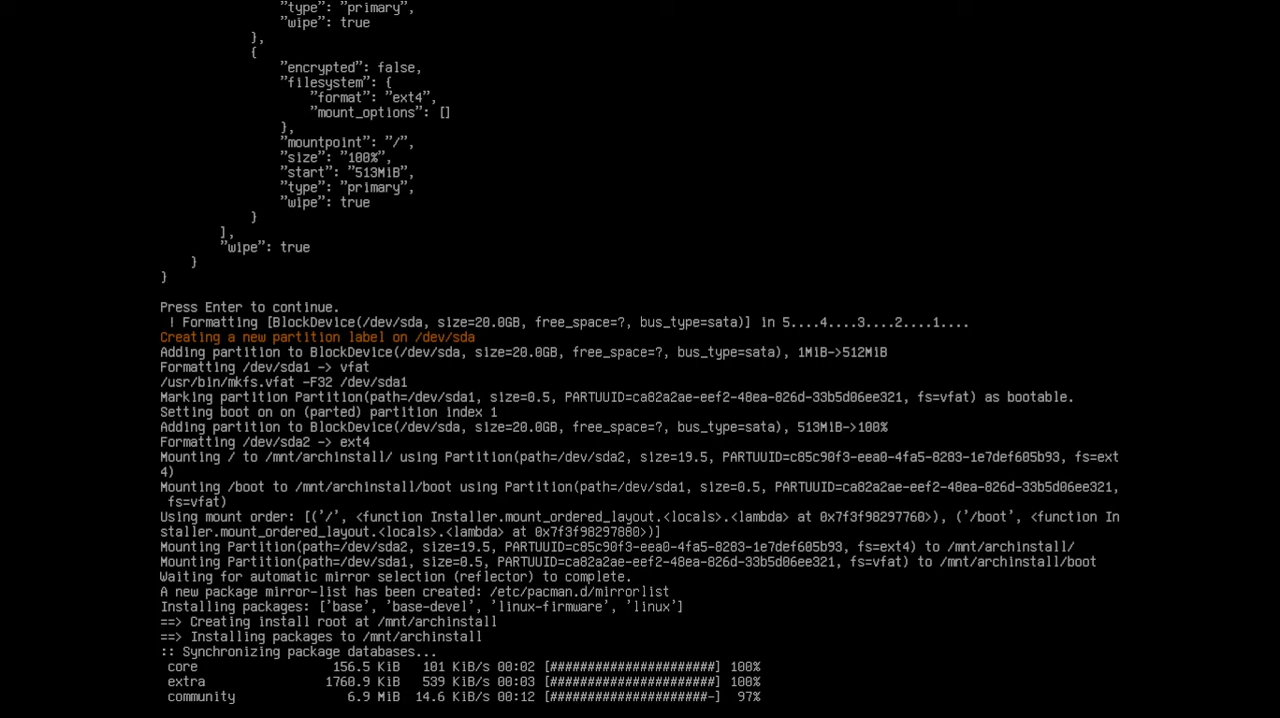 "type": "primary",
"wipe": true
},
{
"encrypted": false,
"filesystem": {
"format": "ext4",
"mount_options": []
},
"mountpoint": "/",
"size": "100%",
"start": "513MiB",
"type": "primary",
"wipe": true
}
],
"wipe": true
}
}
Press Enter to continue.
! Formatting [BlockDevice(/dev/sda, size=20.0GB, free_space=?, bus_type=sata)] in 5....4....3....2....1....
Creating a new partition label on /dev/sda
Adding partition to BlockDevice(/dev/sda, size=20.0GB, free_space=?, bus_type=sata), 1MiB->512MiB
Formatting /dev/sda1 -> vfat
/usr/bin/mkfs.vfat -F32 /dev/sda1
Marking partition Partition(path=/dev/sda1, size=0.5, PARTUUID=ca82a2ae-eef2-48ea-826d-33b5d06ee321, fs=vfat) as bootable.
Setting boot on on (parted) partition index 1
Adding partition to BlockDevice(/dev/sda, size=20.0GB, free_space=?, bus_type=sata), 513MiB->100%
Formatting /dev/sda2 -> ext4
Mounting / to /mnt/archinstall/ using Partition(path=/dev/sda2, size=19.5, PARTUUID=c85c90f3-eea0-4fa5-8283-1e7def605b93, fs=ext
4)
Mounting /boot to /mnt/archinstall/boot using Partition(path=/dev/sda1, size=0.5, PARTUUID=ca82a2ae-eef2-48ea-826d-33b5d06ee321,
fs=vfat)
Using mount order: [('/', <function Installer.mount_ordered_layout.<locals>.<lambda> at 0x7f3f98297760>), ('/boot', <function In
staller.mount_ordered_layout.<locals>.<lambda> at 0x7f3f98297880>)]
Mounting Partition(path=/dev/sda2, size=19.5, PARTUUID=c85c90f3-eea0-4fa5-8283-1e7def605b93, fs=ext4) to /mnt/archinstall/
Mounting Partition(path=/dev/sda1, size=0.5, PARTUUID=ca82a2ae-eef2-48ea-826d-33b5d06ee321, fs=vfat) to /mnt/archinstall/boot
Waiting for automatic mirror selection (reflector) to complete.
A new package mirror-list has been created: /etc/pacman.d/mirrorlist
Installing packages: ['base', 'base-devel', 'linux-firmware', 'linux']
==> Creating install root at /mnt/archinstall
==> Installing packages to /mnt/archinstall
:: Synchronizing package databases...
core 156.5 KiB 101 KiB/s 00:02 [######################] 100%
extra 1760.9 KiB 539 KiB/s 00:03 [######################] 100%
community 6.9 MiB 14.6 KiB/s 00:12 [#####################-] 97%